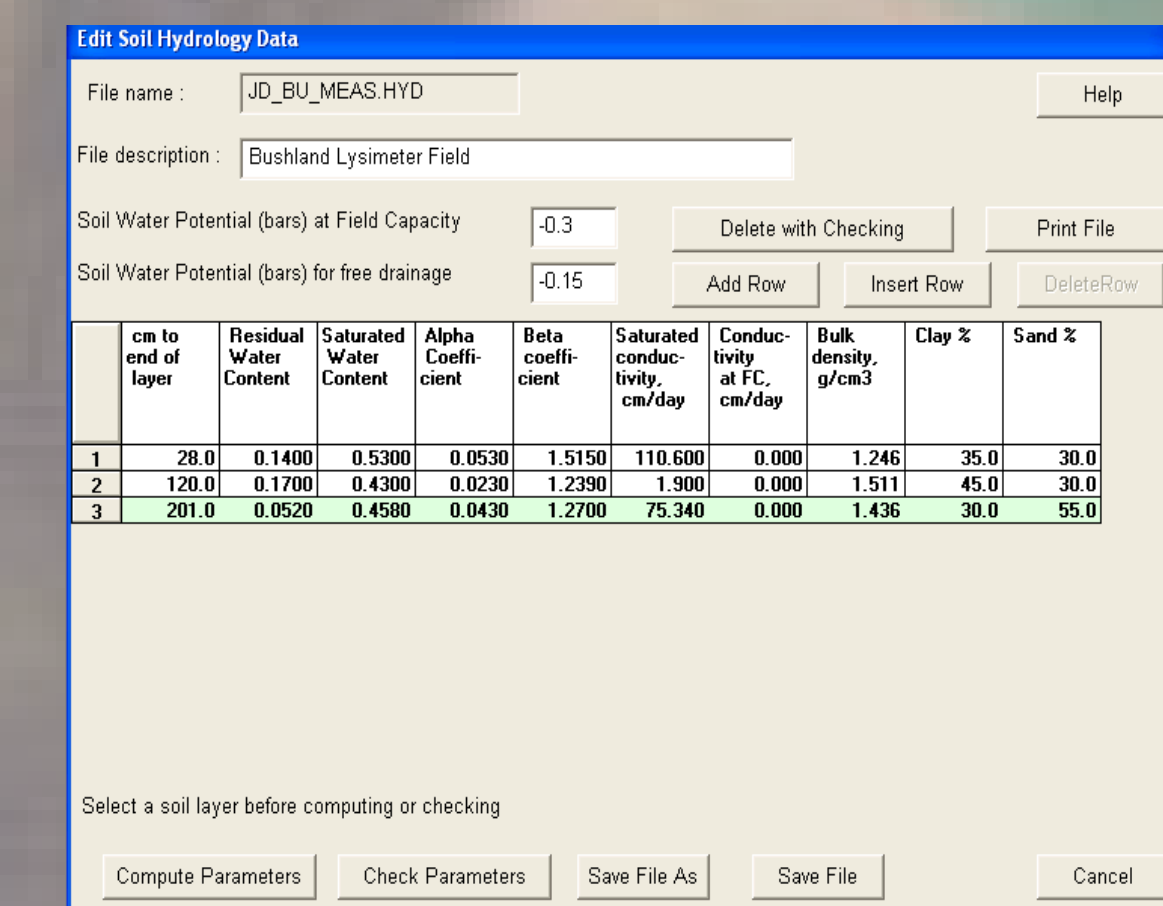 Edit Soil Hydrology Data
File name : JD_BU_MEAS.HYD Help
File description : Bushland Lysimeter Field
Soil Water Potential (bars) at Field Capacity -0.3 Delete with Checking Print File
Soil Water Potential (bars) for free drainage -0.15 Add Row Insert Row DeleteRow
cm to Residual Saturated Alpha Beta Saturated Conduc- Bulk Clay % Sand %
end of Water Water Coeffi- coeffi- conduc- tivity density,
layer Content Content cient cient tivity, at FC, g/cm3
cm/day cm/day
1 28.0 0.1400 0.5300 0.0530 1.5150 110.600 0.000 1.246 35.0 30.0
2 120.0 0.1700 0.4300 0.0230 1.2390 1.900 0.000 1.511 45.0 30.0
3 201.0 0.0520 0.4580 0.0430 1.2700 75.340 0.000 1.436 30.0 55.0
Select a soil layer before computing or checking
Compute Parameters Check Parameters Save File As Save File Cancel